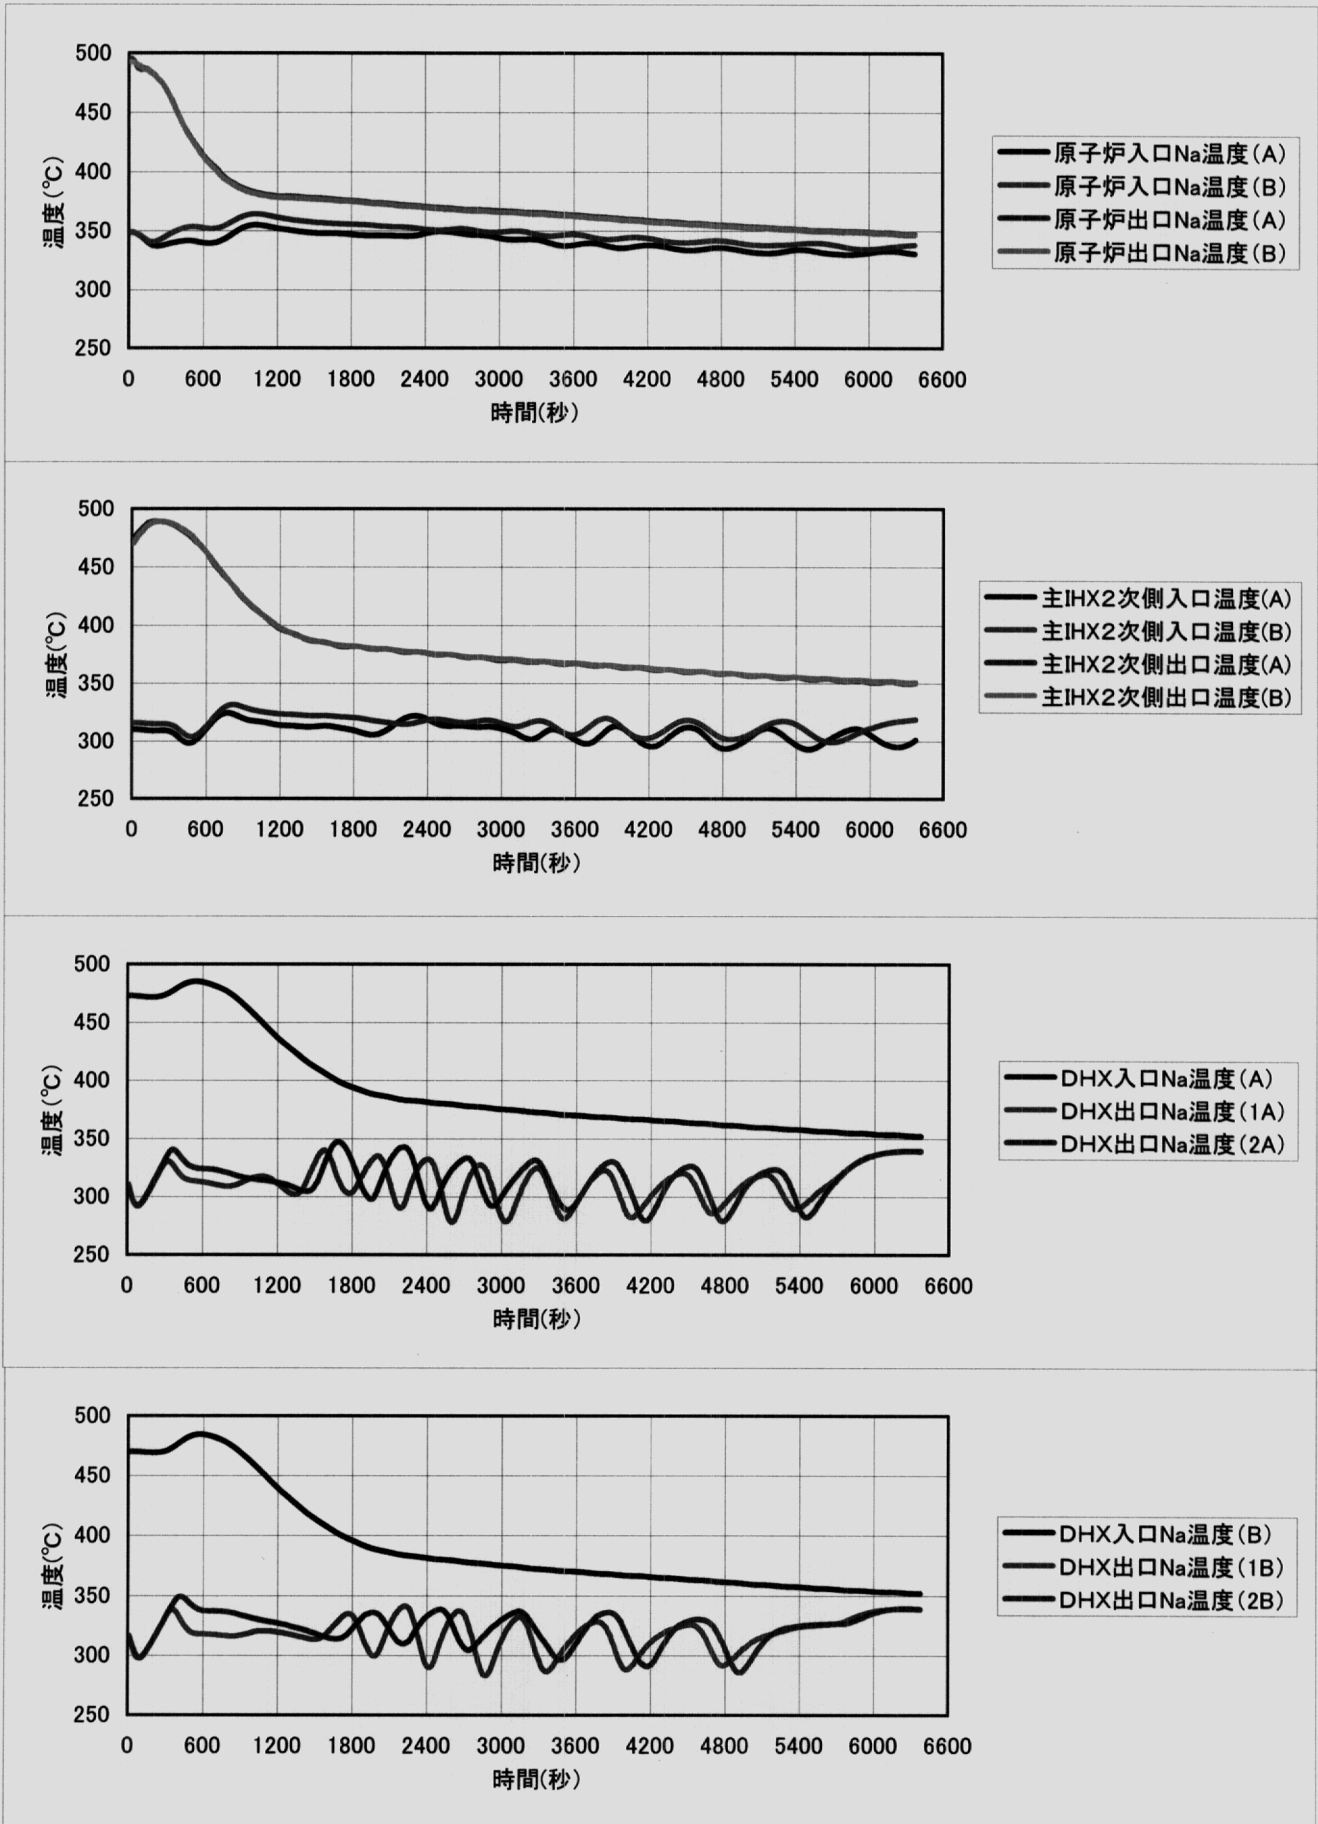 温度(℃)
500
450
400
350
300
250
0 600 1200 1800 2400 3000 3600 4200 4800 5400 6000 6600
時間(秒)
原子炉入口Na温度(A)
原子炉入口Na温度(B)
原子炉出口Na温度(A)
原子炉出口Na温度(B)
温度(℃)
500
450
400
350
300
250
0 600 1200 1800 2400 3000 3600 4200 4800 5400 6000 6600
時間(秒)
主IHX2次側入口温度(A)
主IHX2次側入口温度(B)
主IHX2次側出口温度(A)
主IHX2次側出口温度(B)
温度(℃)
500
450
400
350
300
250
0 600 1200 1800 2400 3000 3600 4200 4800 5400 6000 6600
時間(秒)
DHX入口Na温度(A)
DHX出口Na温度(1A)
DHX出口Na温度(2A)
温度(℃)
500
450
400
350
300
250
0 600 1200 1800 2400 3000 3600 4200 4800 5400 6000 6600
時間(秒)
DHX入口Na温度(B)
DHX出口Na温度(1B)
DHX出口Na温度(2B)